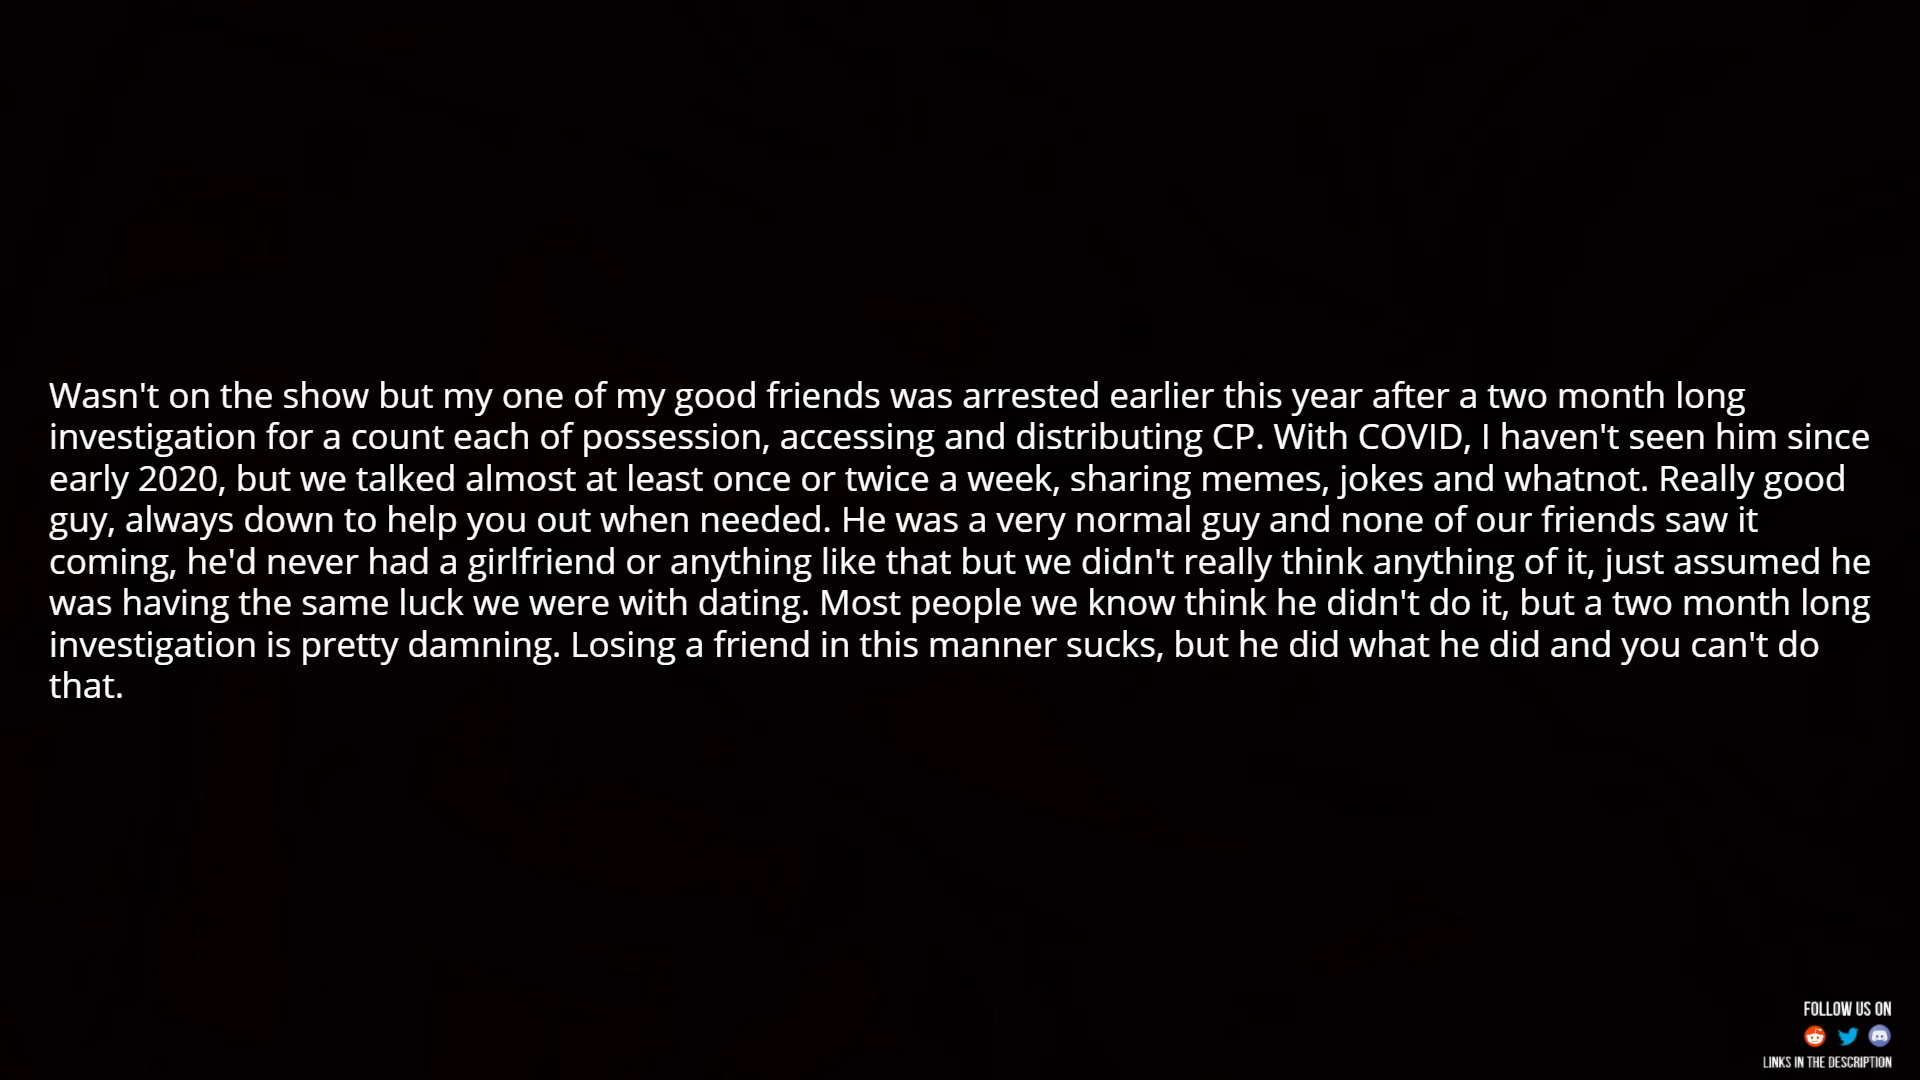 Wasn't on the show but my one of my good friends was arrested earlier this year after a two month long
investigation for a count each of possession, accessing and distributing CP. With COVID, I haven't seen him since
early 2020, but we talked almost at least once or twice a week, sharing memes, jokes and whatnot. Really good
guy, always down to help you out when needed. He was a very normal guy and none of our friends saw it
coming, he'd never had a girlfriend or anything like that but we didn't really think anything of it, just assumed he
was having the same luck we were with dating. Most people we know think he didn't do it, but a two month long
investigation is pretty damning. Losing a friend in this manner sucks, but he did what he did and you can't do
that.
FOLLOW US ON
LINKS IN THE DESCRIPTION